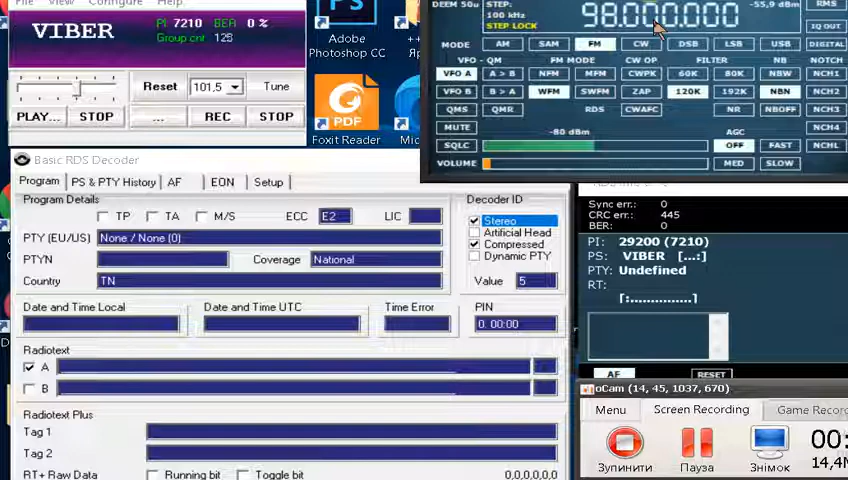 File View Configure Help
VIBER PI 7210 BER 0 %
Group cnt 125
Reset 101,5 Tune
PLAY... STOP ... REC STOP
Adobe
Photoshop CC
Foxit Reader
DEEM 50u STEP: 100 kHz STEP LOCK 98.000.000 -55,9 dBm RMS
IQ OUT
MODE AM SAM FM CW DSB LSB USB DIGITAL
VFO - QM FM MODE CW OP FILTER NB NOTCH
VFO A A > B NFM MFM CWPK 60K 80K NBW NCH1
VFO B B > A WFM SWFM ZAP 120K 192K NBN NCH2
QMS QMR RDS CWAFC NR NBOFF NCH3
MUTE -80 dBm AGC NCH4
SQLC OFF FAST NCHL
VOLUME MED SLOW
Basic RDS Decoder
Program PS & PTY History AF EON Setup
Program Details
TP TA M/S ECC E2 LIC
PTY (EU/US) None / None (0)
PTYN Coverage National
Country TN
Decoder ID
Stereo
Artificial Head
Compressed
Dynamic PTY
Value 5
Date and Time Local Date and Time UTC Time Error PIN
0. 00:00
Radiotext
A
B
Radiotext Plus
Tag 1
Tag 2
RT+ Raw Data Running bit Toggle bit 0,0,0,0,0
Sync err.: 0
CRC err.: 445
BER: 0
PI: 29200 (7210)
PS: VIBER [...:]
PTY: Undefined
RT:
[:..............]
AF RESET
oCam (14, 45, 1037, 670)
Menu Screen Recording Game Recor
Зупинити Пауза Знімок 00:
14,4M